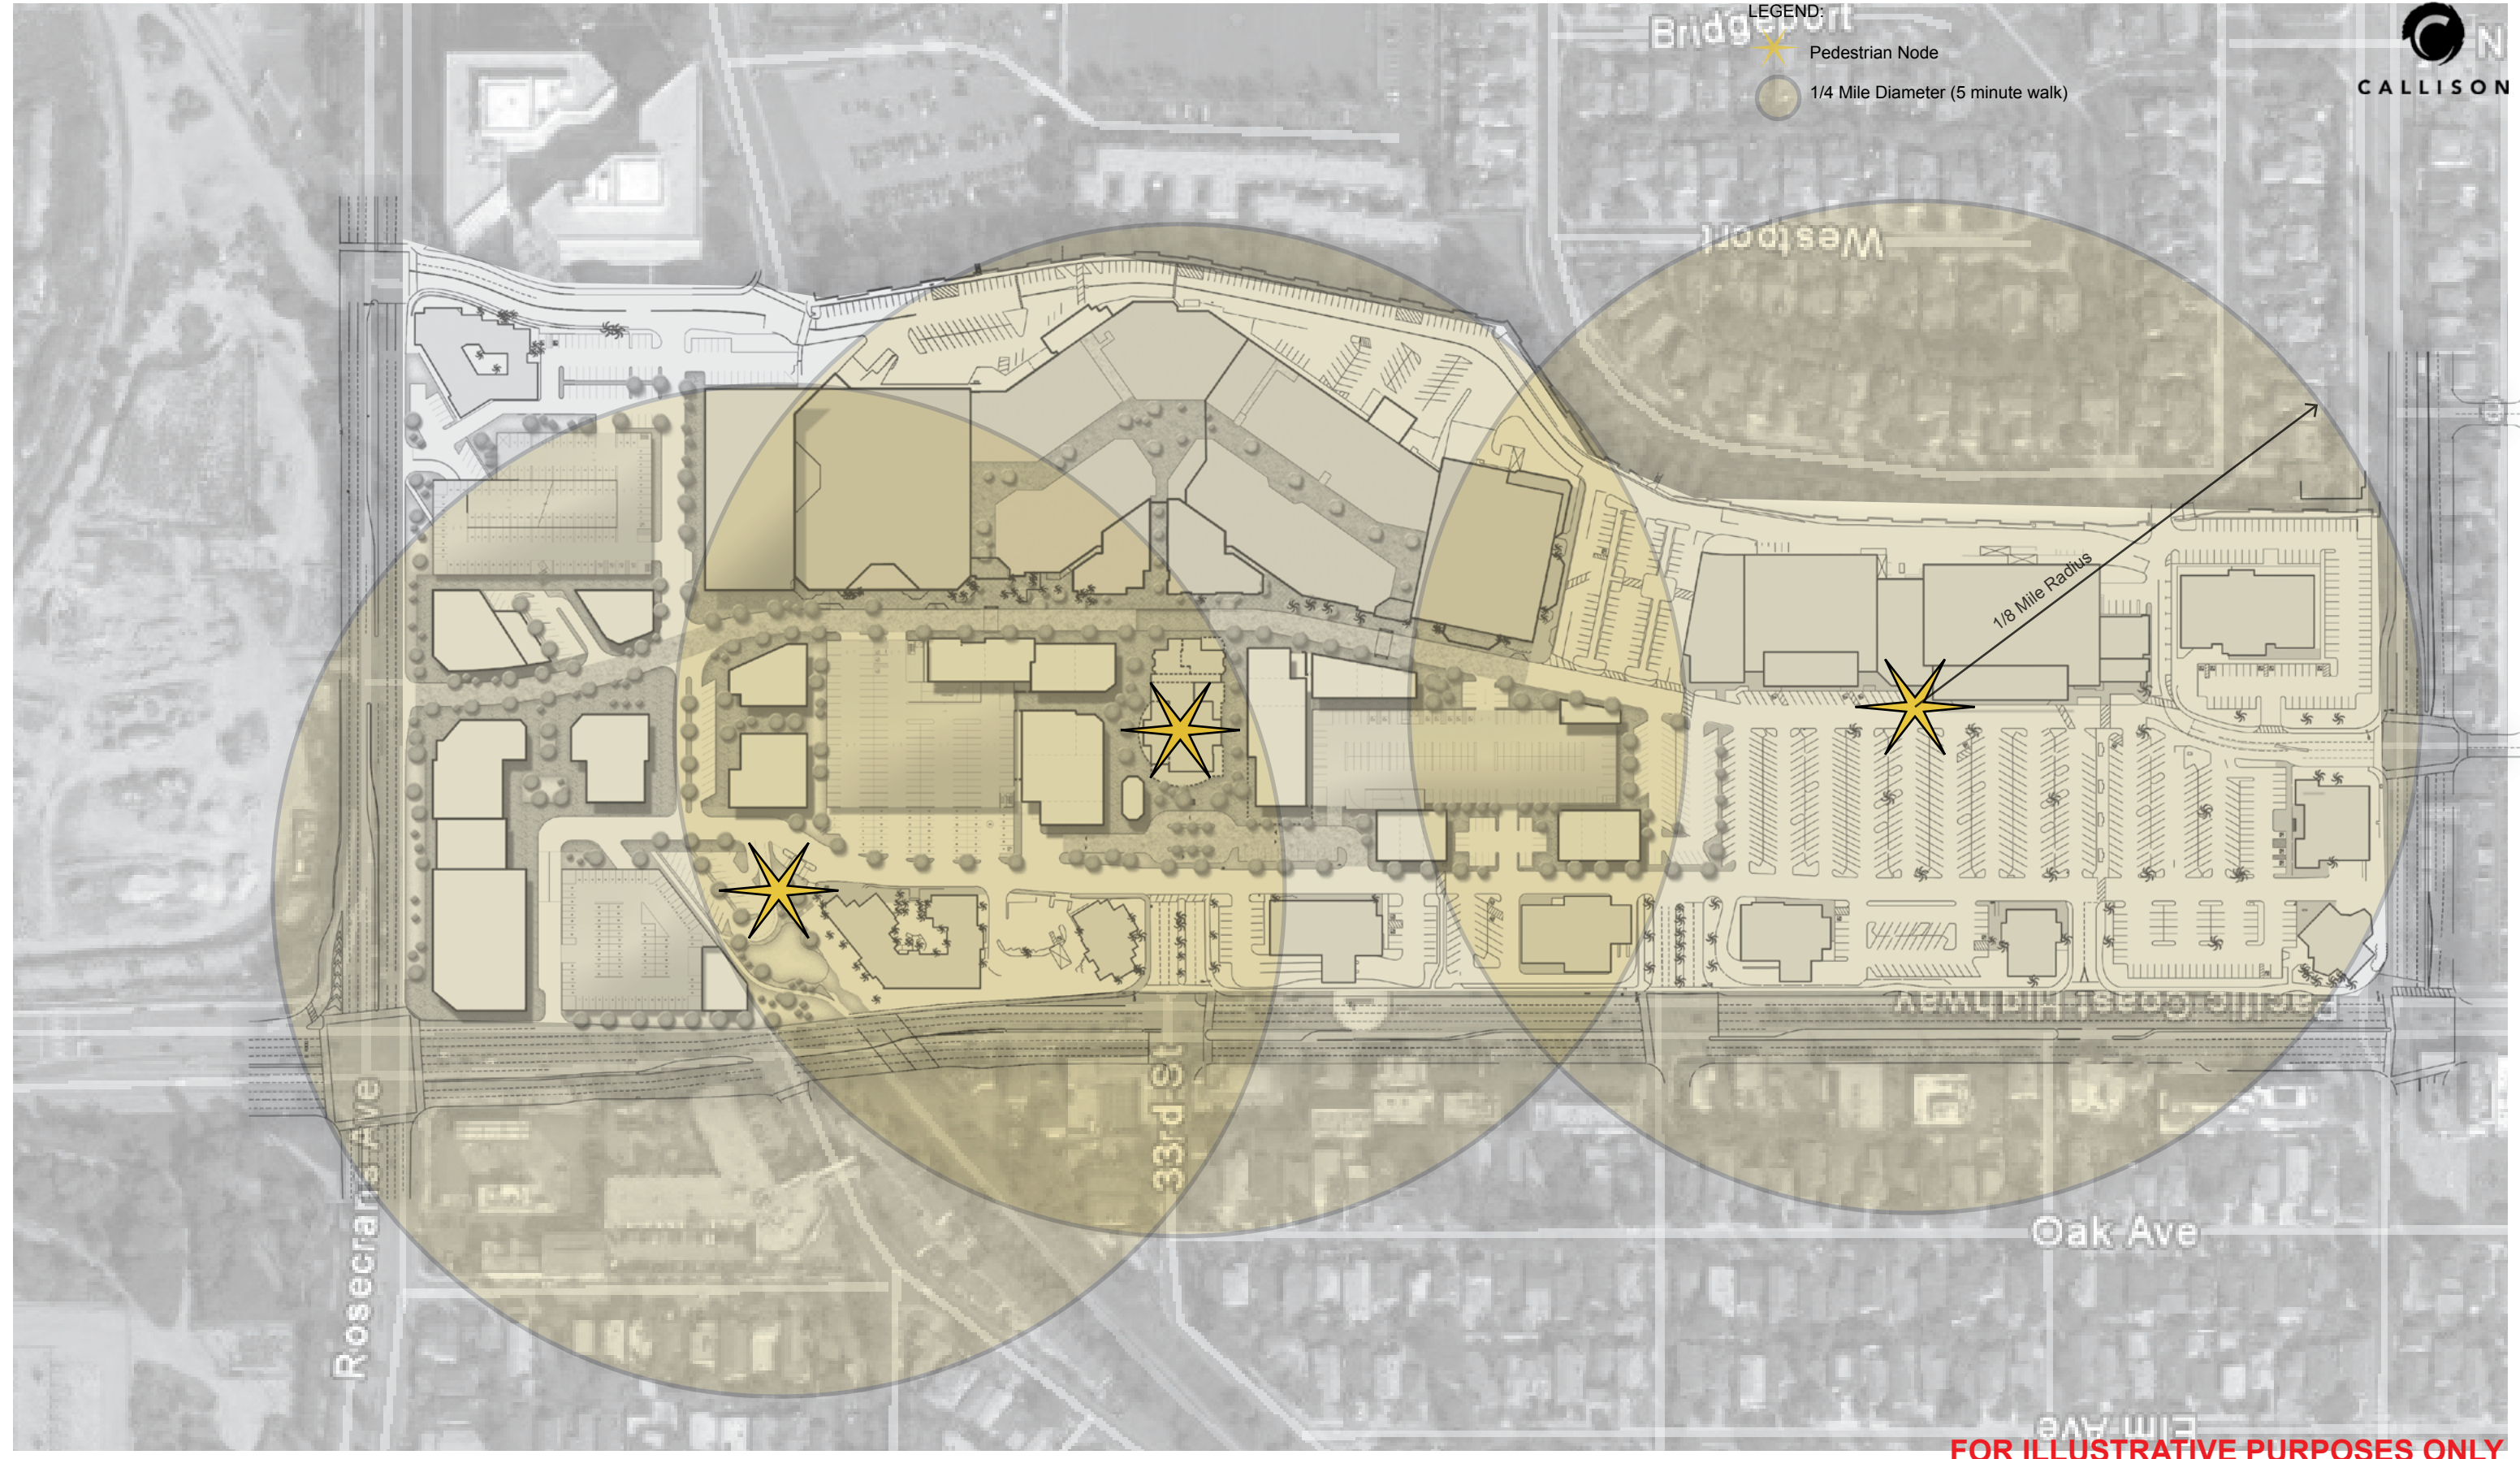 LEGEND:
Bridgeport
Pedestrian Node
1/4 Mile Diameter (5 minute walk)
N
CALLISON
Westport
1/8 Mile Radius
Pacific Coast Highway
33rd-St
Rosecrans Ave
Oak Ave
Elm Ave
FOR ILLUSTRATIVE PURPOSES ONLY